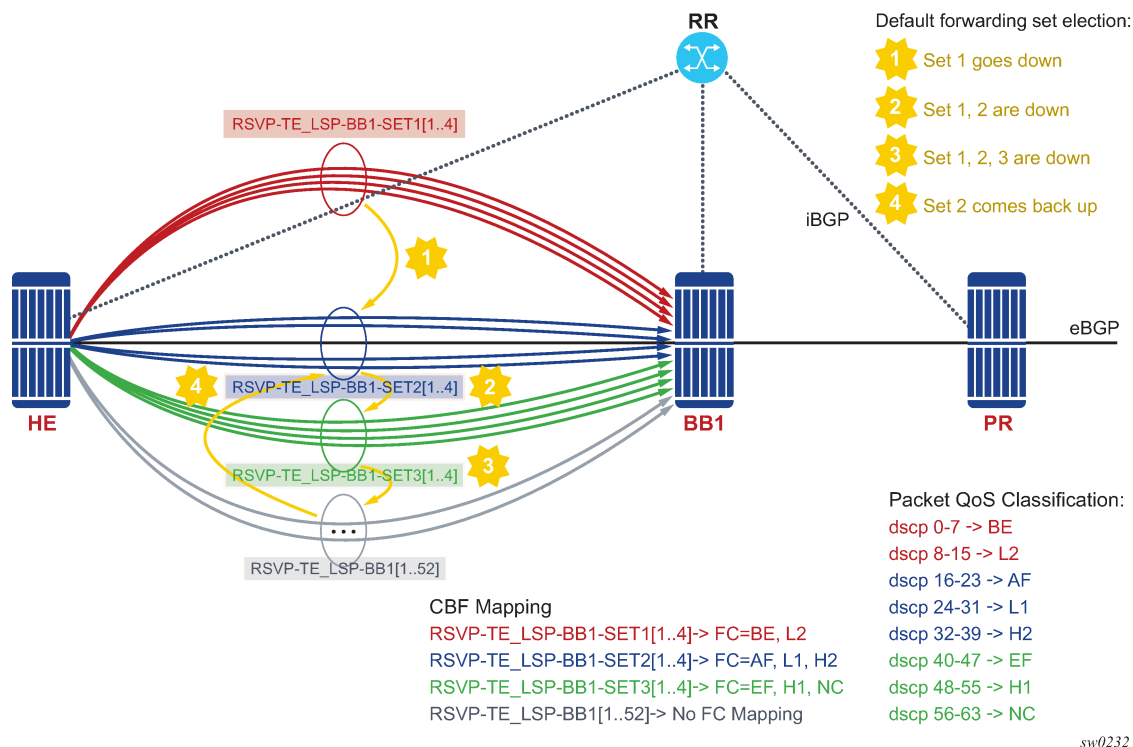 RR
Default forwarding set election:
1 Set 1 goes down
2 Set 1, 2 are down
3 Set 1, 2, 3 are down
4 Set 2 comes back up
RSVP-TE_LSP-BB1-SET1[1..4]
iBGP
1
eBGP
4
RSVP-TE_LSP-BB1-SET2[1..4]
2
HE
BB1
PR
3
RSVP-TE_LSP-BB1-SET3[1..4]
...
RSVP-TE_LSP-BB1[1..52]
CBF Mapping
RSVP-TE_LSP-BB1-SET1[1..4]-> FC=BE, L2
RSVP-TE_LSP-BB1-SET2[1..4]-> FC=AF, L1, H2
RSVP-TE_LSP-BB1-SET3[1..4]-> FC=EF, H1, NC
RSVP-TE_LSP-BB1[1..52]-> No FC Mapping
Packet QoS Classification:
dscp 0-7 -> BE
dscp 8-15 -> L2
dscp 16-23 -> AF
dscp 24-31 -> L1
dscp 32-39 -> H2
dscp 40-47 -> EF
dscp 48-55 -> H1
dscp 56-63 -> NC
sw0232